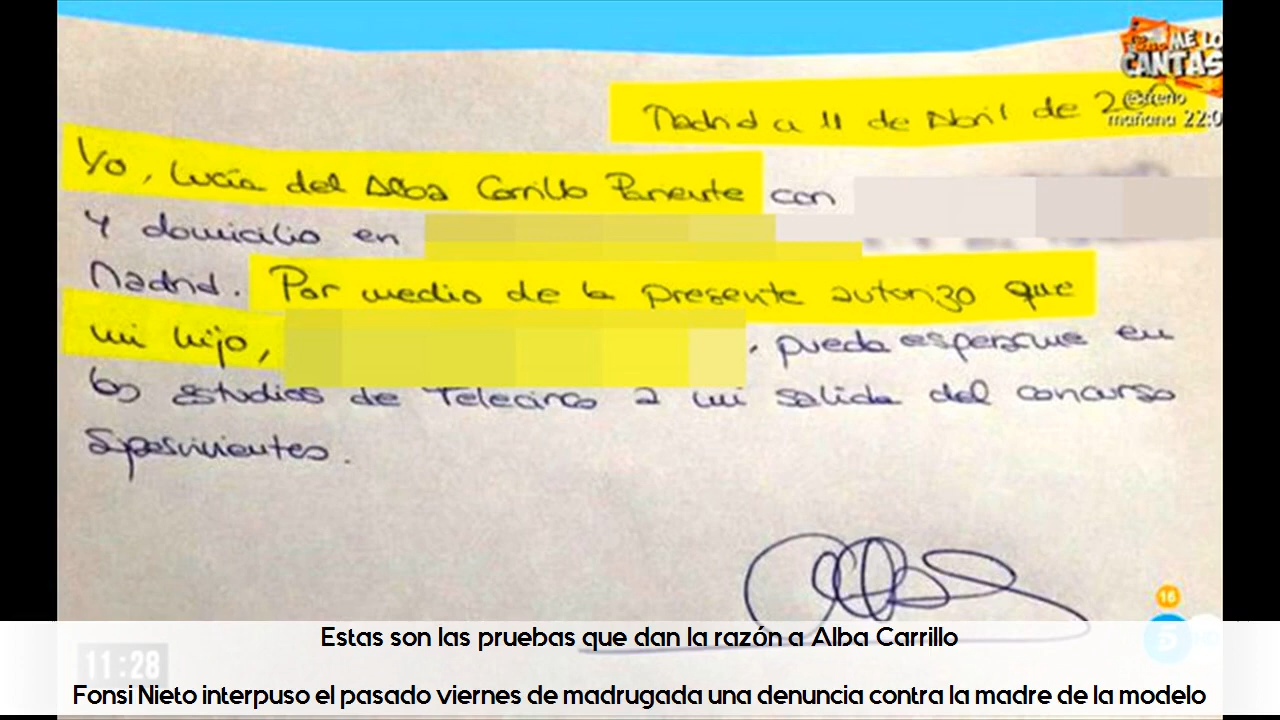 ME LO
CANTAS
estreno
mañana 22:0
Madrid a 11 de Abril de
Yo, Lucía del Alba Carrillo Panente con
y domicilio en
Madrid. Por medio de la presente autorizo que
mi hijo,
, pueda esperarme en
los estudios de Telecinco a mi salida del concurso
Supervivientes.
16
5
11:28
Estas son las pruebas que dan la razón a Alba Carrillo
Fonsi Nieto interpuso el pasado viernes de madrugada una denuncia contra la madre de la modelo